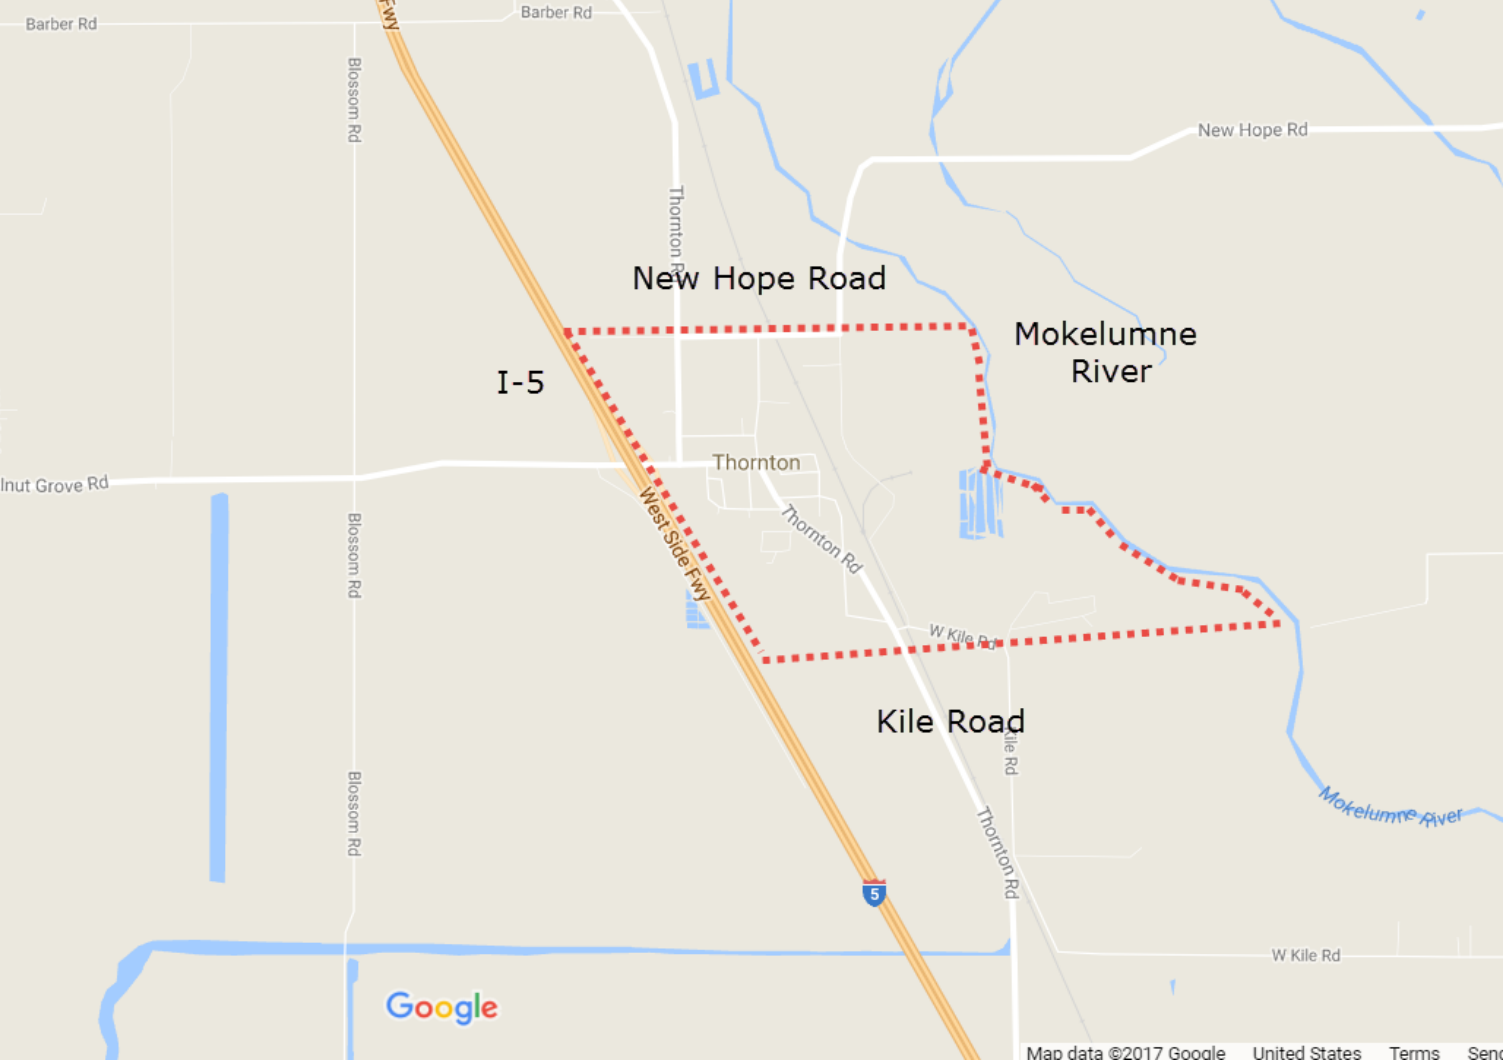 Barber Rd
Barber Rd
Fwy
Blossom Rd
New Hope Rd
Thornton Rd
New Hope Road
Mokelumne
River
I-5
Thornton
lnut Grove Rd
West Side Fwy
Thornton Rd
Blossom Rd
W Kile Rd
Kile Road
Kile Rd
Blossom Rd
Mokelumne River
Thornton Rd
5
W Kile Rd
Google
Map data ©2017 Google United States Terms Send